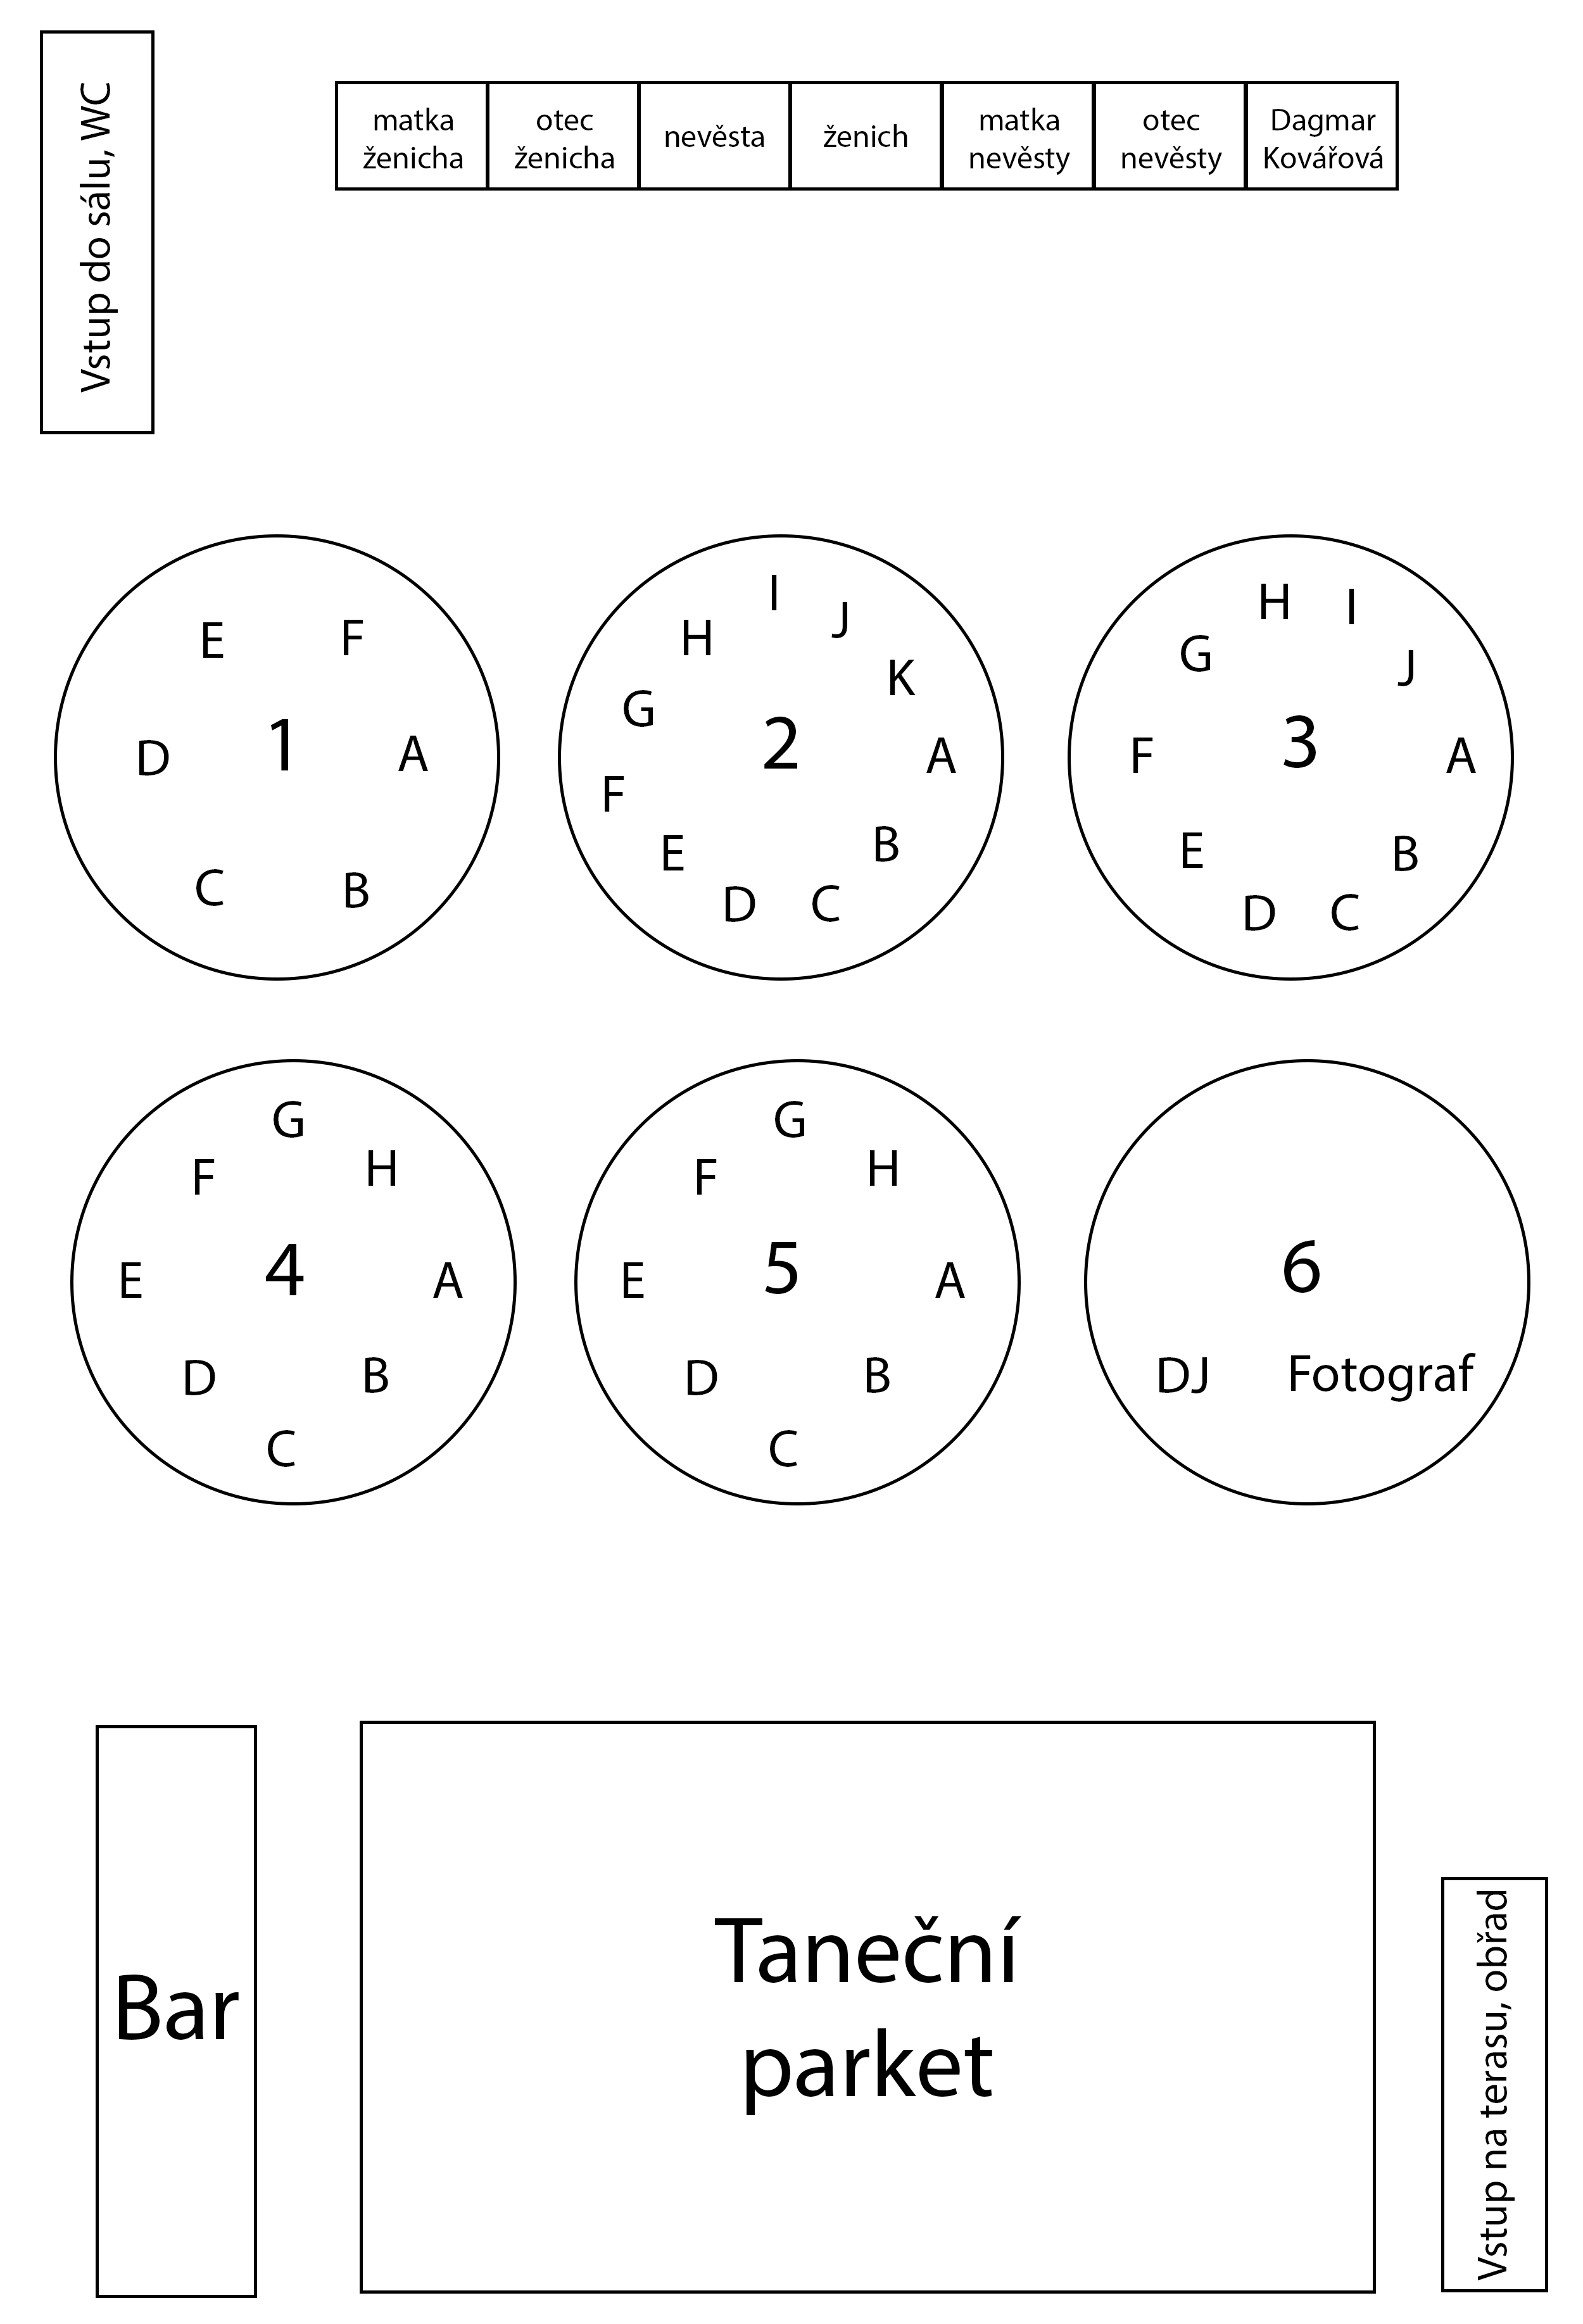 Vstup do sálu, WC
matka
ženicha
otec
ženicha
nevěsta
ženich
matka
nevěsty
otec
nevěsty
Dagmar
Kovářová
1
A
B
C
D
E
F
2
A
B
C
D
E
F
G
H
I
J
K
3
A
B
C
D
E
F
G
H
I
J
4
A
B
C
D
E
F
G
H
5
A
B
C
D
E
F
G
H
6
DJ
Fotograf
Bar
Taneční
parket
Vstup na terasu, obřad